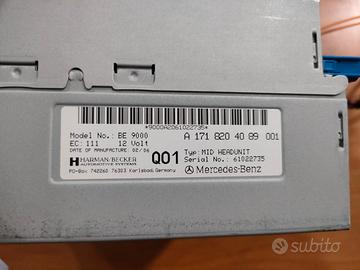 *9000A2061022735*
Model No.: BE 9000
A 171 820 40 89 001
EC: 111 12 Volt
DATE OF MANUFACTURE: 02/06
HARMAN/BECKER
AUTOMOTIVE SYSTEMS
Q01
Typ: MID HEADUNIT
Serial No.: 61022735
PO-Box 742260 76303 Karlsbad, Germany
Mercedes-Benz
subito